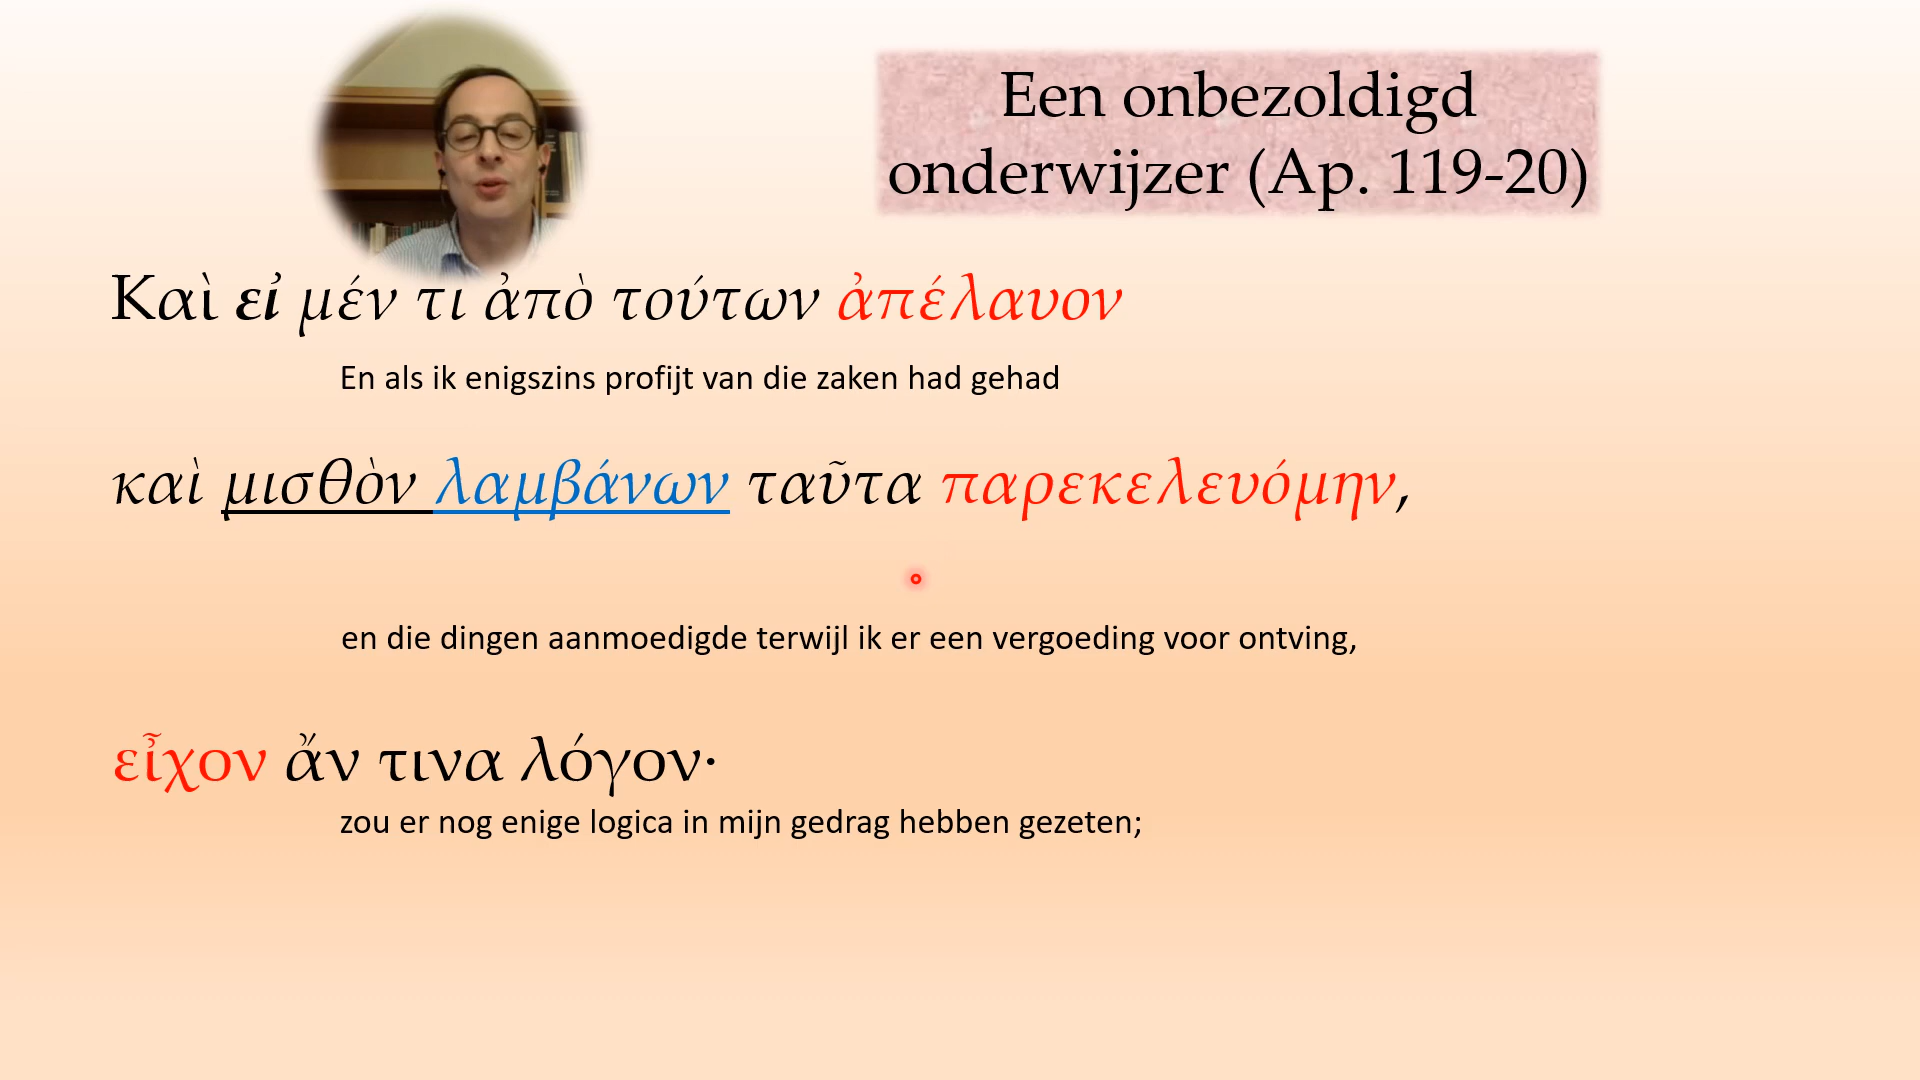 Een onbezoldigd
onderwijzer (Ap. 119-20)
Καὶ εἰ μέν τι ἀπὸ τούτων ἀπέλαυον
En als ik enigszins profijt van die zaken had gehad
καὶ μισθὸν λαμβάνων ταῦτα παρεκελευόμην,
en die dingen aanmoedigde terwijl ik er een vergoeding voor ontving,
εἶχον ἄν τινα λόγον·
zou er nog enige logica in mijn gedrag hebben gezeten;